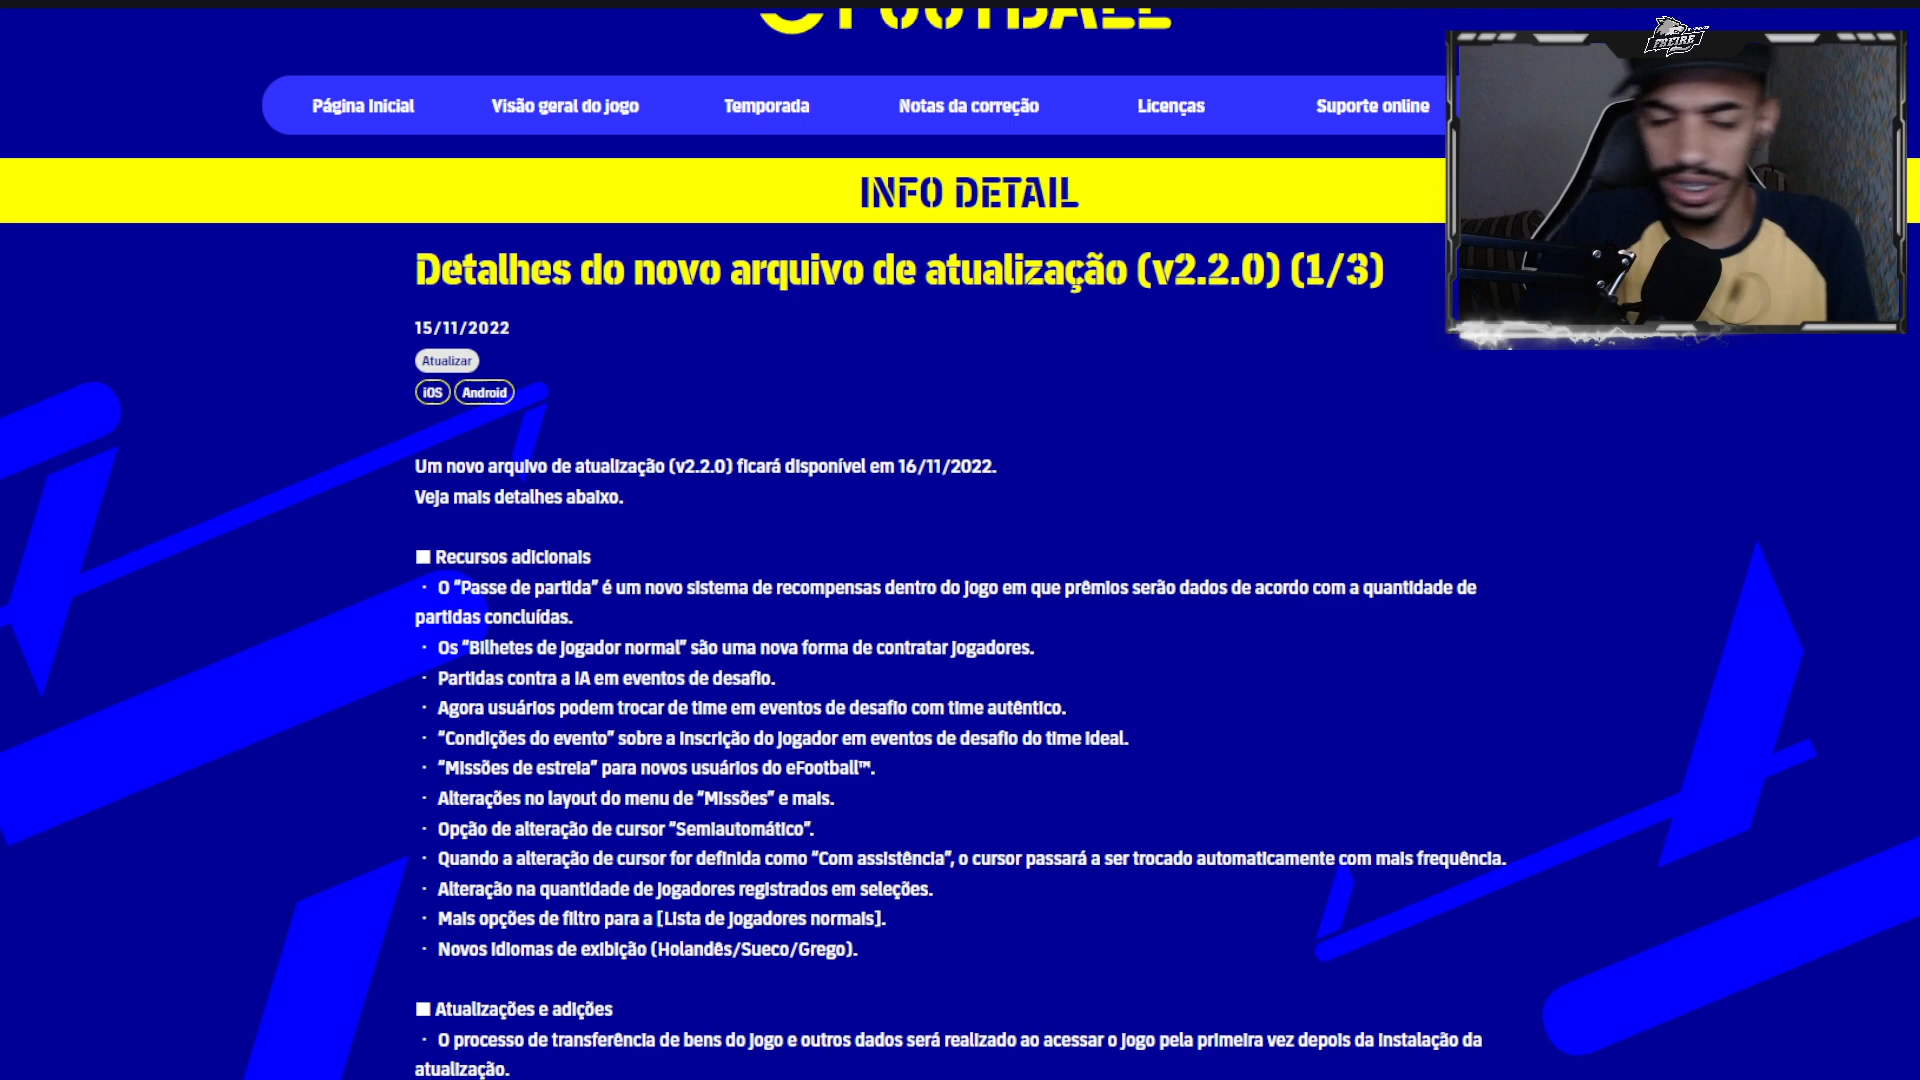 FOOTBALL
FREIRE
Página Inicial Visão geral do jogo Temporada Notas da correção Licenças Suporte online
INFO DETAIL
Detalhes do novo arquivo de atualização (v2.2.0) (1/3)
15/11/2022
Atualizar
iOS Android
Um novo arquivo de atualização (v2.2.0) ficará disponível em 16/11/2022.
Veja mais detalhes abaixo.
■ Recursos adicionais
・ O “Passe de partida” é um novo sistema de recompensas dentro do jogo em que prêmios serão dados de acordo com a quantidade de
partidas concluídas.
・ Os “Bilhetes de jogador normal” são uma nova forma de contratar jogadores.
・ Partidas contra a IA em eventos de desafio.
・ Agora usuários podem trocar de time em eventos de desafio com time autêntico.
・ “Condições do evento” sobre a inscrição do jogador em eventos de desafio do time ideal.
・ “Missões de estreia” para novos usuários do eFootball™.
・ Alterações no layout do menu de “Missões” e mais.
・ Opção de alteração de cursor “Semiautomático”.
・ Quando a alteração de cursor for definida como “Com assistência”, o cursor passará a ser trocado automaticamente com mais frequência.
・ Alteração na quantidade de jogadores registrados em seleções.
・ Mais opções de filtro para a [Lista de jogadores normais].
・ Novos idiomas de exibição (Holandês/Sueco/Grego).
■ Atualizações e adições
・ O processo de transferência de bens do jogo e outros dados será realizado ao acessar o jogo pela primeira vez depois da instalação da
atualização.